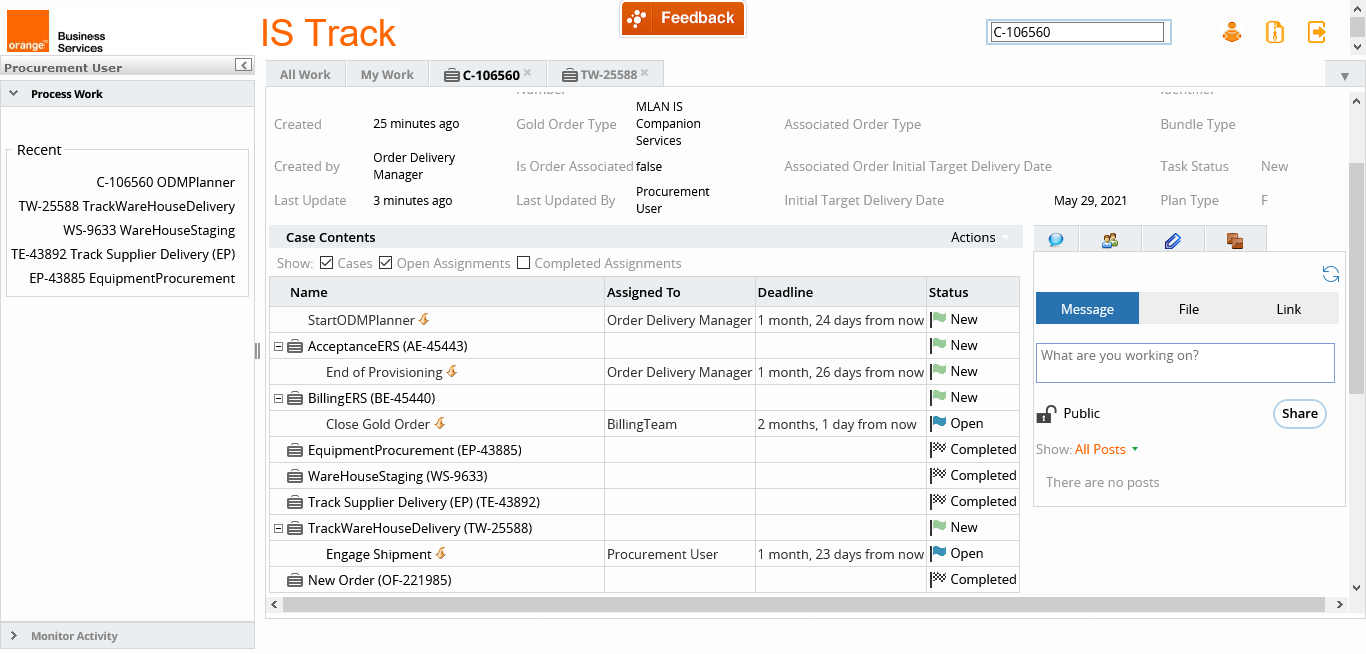 orange™
Business
Services
IS Track
Feedback
C-106560
Procurement User
Process Work
Recent
C-106560 ODMPlanner
TW-25588 TrackWareHouseDelivery
WS-9633 WareHouseStaging
TE-43892 Track Supplier Delivery (EP)
EP-43885 EquipmentProcurement
Monitor Activity
All Work
My Work
C-106560
TW-25588
Number
Identifier
Created
25 minutes ago
Gold Order Type
MLAN IS
Companion
Services
Associated Order Type
Bundle Type
Created by
Order Delivery
Manager
Is Order Associated
false
Associated Order Initial Target Delivery Date
Task Status
New
Last Update
3 minutes ago
Last Updated By
Procurement
User
Initial Target Delivery Date
May 29, 2021
Plan Type
F
Case Contents
Actions
Show: Cases Open Assignments Completed Assignments
Name Assigned To Deadline Status
StartODMPlanner Order Delivery Manager 1 month, 24 days from now New
AcceptanceERS (AE-45443) New
End of Provisioning Order Delivery Manager 1 month, 26 days from now New
BillingERS (BE-45440) New
Close Gold Order BillingTeam 2 months, 1 day from now Open
EquipmentProcurement (EP-43885) Completed
WareHouseStaging (WS-9633) Completed
Track Supplier Delivery (EP) (TE-43892) Completed
TrackWareHouseDelivery (TW-25588) New
Engage Shipment Procurement User 1 month, 23 days from now Open
New Order (OF-221985) Completed
Message File Link
What are you working on?
Public
Share
Show: All Posts
There are no posts